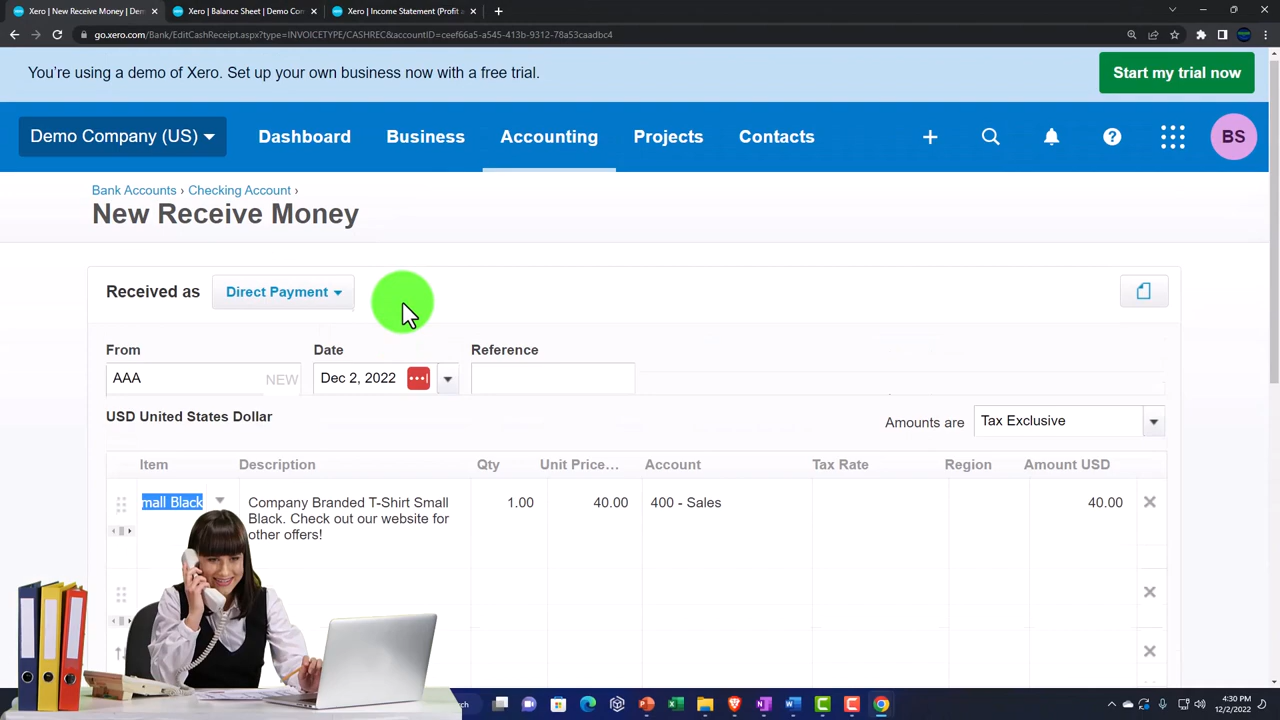 Xero | New Receive Money | Demo
Xero | Balance Sheet | Demo Com
Xero | Income Statement (Profit a
go.xero.com/Bank/EditCashReceipt.aspx?type=INVOICETYPE/CASHREC&accountID=ceef66a5-a545-413b-9312-78a53caadbc4
You're using a demo of Xero. Set up your own business now with a free trial.
Start my trial now
Demo Company (US)
Dashboard
Business
Accounting
Projects
Contacts
BS
Bank Accounts › Checking Account ›
New Receive Money
Received as
Direct Payment
From
Date
Reference
AAA
NEW
Dec 2, 2022
USD United States Dollar
Amounts are
Tax Exclusive
Item
Description
Qty
Unit Price...
Account
Tax Rate
Region
Amount USD
mall Black
Company Branded T-Shirt Small
Black. Check out our website for
other offers!
1.00
40.00
400 - Sales
40.00
4:30 PM
12/2/2022